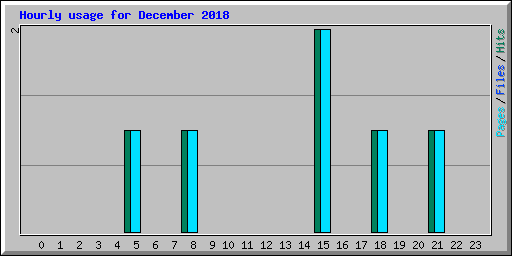 Hourly usage for December 2018
2
Pages/Files/Hits
0 1 2 3 4 5 6 7 8 9 10 11 12 13 14 15 16 17 18 19 20 21 22 23